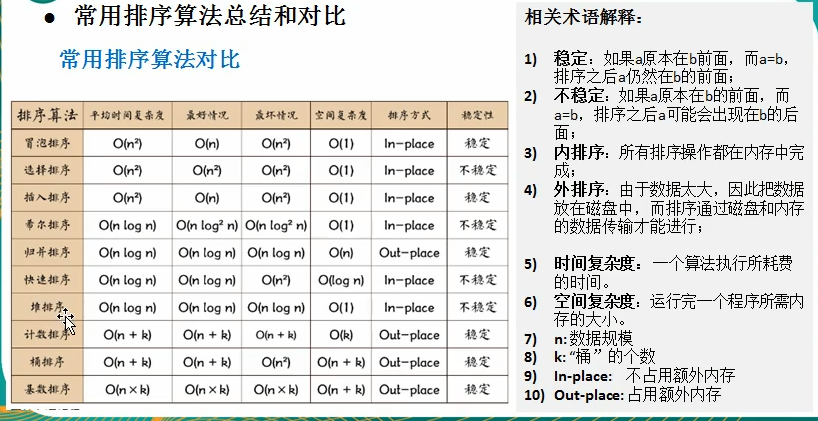 ● 常用排序算法总结和对比
常用排序算法对比
排序算法 平均时间复杂度 最好情况 最坏情况 空间复杂度 排序方式 稳定性
冒泡排序 O(n²) O(n) O(n²) O(1) In-place 稳定
选择排序 O(n²) O(n²) O(n²) O(1) In-place 不稳定
插入排序 O(n²) O(n) O(n²) O(1) In-place 稳定
希尔排序 O(n log n) O(n log² n) O(n log² n) O(1) In-place 不稳定
归并排序 O(n log n) O(n log n) O(n log n) O(n) Out-place 稳定
快速排序 O(n log n) O(n log n) O(n²) O(log n) In-place 不稳定
堆排序 O(n log n) O(n log n) O(n log n) O(1) In-place 不稳定
计数排序 O(n + k) O(n + k) O(n + k) O(k) Out-place 稳定
桶排序 O(n + k) O(n + k) O(n²) O(n + k) Out-place 稳定
基数排序 O(n×k) O(n×k) O(n×k) O(n + k) Out-place 稳定
相关术语解释：
1) 稳定：如果a原本在b前面，而a=b，
排序之后a仍然在b的前面；
2) 不稳定：如果a原本在b的前面，而
a=b，排序之后a可能会出现在b的后
面；
3) 内排序：所有排序操作都在内存中完
成；
4) 外排序：由于数据太大，因此把数据
放在磁盘中，而排序通过磁盘和内存
的数据传输才能进行；
5) 时间复杂度：一个算法执行所耗费
的时间。
6) 空间复杂度：运行完一个程序所需内
存的大小。
7) n: 数据规模
8) k: “桶”的个数
9) In-place: 不占用额外内存
10) Out-place: 占用额外内存